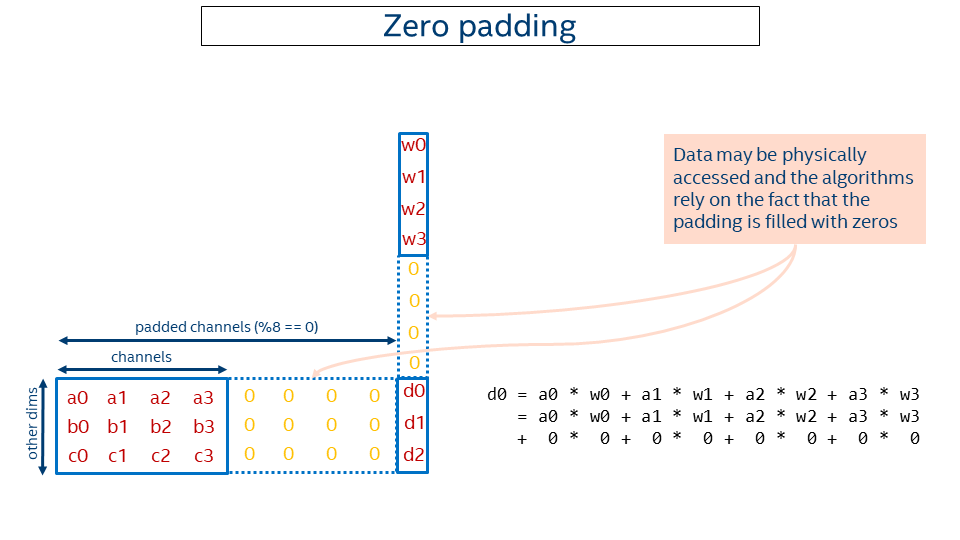 Zero padding
w0
w1
w2
w3
0
0
0
0
Data may be physically
accessed and the algorithms
rely on the fact that the
padding is filled with zeros
padded channels (%8 == 0)
channels
other dims
a0 a1 a2 a3 0 0 0 0 d0
b0 b1 b2 b3 0 0 0 0 d1
c0 c1 c2 c3 0 0 0 0 d2
d0 = a0 * w0 + a1 * w1 + a2 * w2 + a3 * w3
= a0 * w0 + a1 * w1 + a2 * w2 + a3 * w3
+ 0 * 0 + 0 * 0 + 0 * 0 + 0 * 0